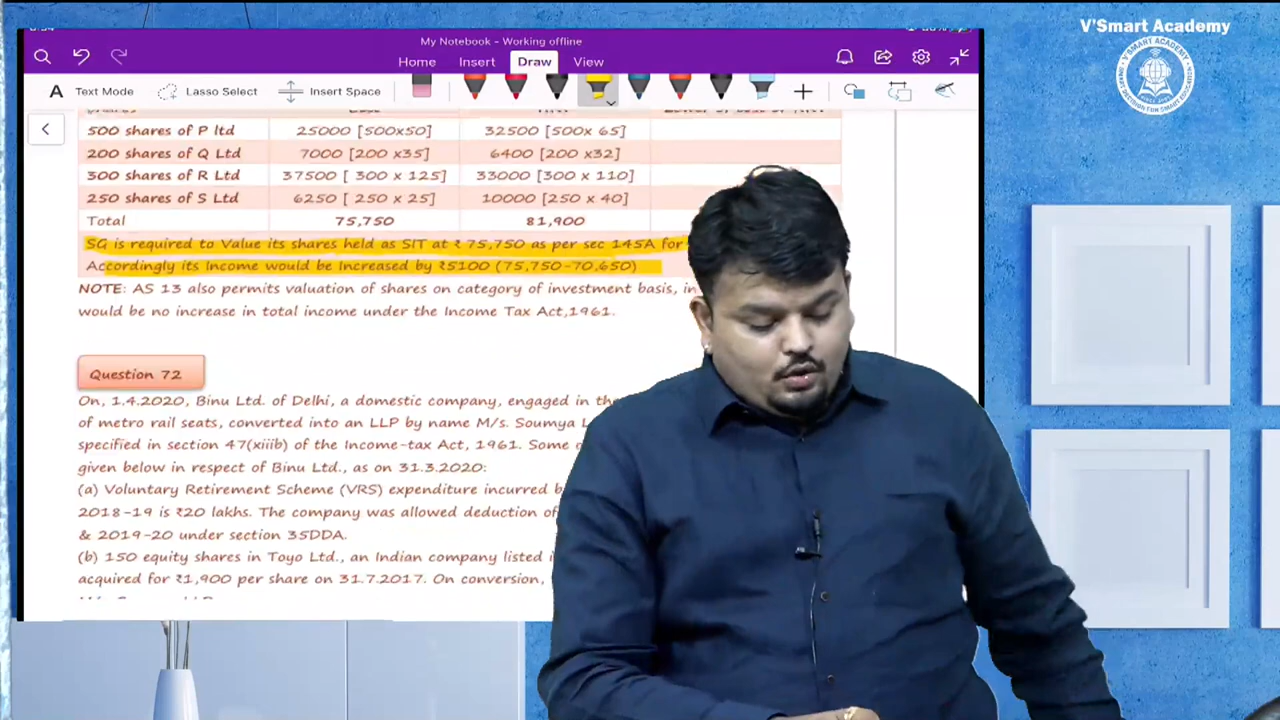 V'Smart Academy
V'SMART ACADEMY
My Notebook - Working offline
Home Insert Draw View
Text Mode Lasso Select Insert Space
500 shares of P ltd 25000 [500x50] 32500 [500x 65]
200 shares of Q Ltd 7000 [200 x35] 6400 [200 x32]
300 shares of R Ltd 37500 [ 300 x 125] 33000 [300 x 110]
250 shares of S Ltd 6250 [ 250 x 25] 10000 [250 x 40]
Total 75,750 81,900
SG is required to Value its shares held as SIT at ₹ 75,750 as per sec 145A for
Accordingly its Income would be Increased by ₹5100 (75,750-70,650)
NOTE: AS 13 also permits valuation of shares on category of investment basis, in
would be no increase in total income under the Income Tax Act,1961.
Question 72
On, 1.4.2020, Binu Ltd. of Delhi, a domestic company, engaged in the
of metro rail seats, converted into an LLP by name M/s. Soumya
specified in section 47(xiiib) of the Income-tax Act, 1961. Some
given below in respect of Binu Ltd., as on 31.3.2020:
(a) Voluntary Retirement Scheme (VRS) expenditure incurred
2018-19 is ₹20 lakhs. The company was allowed deduction of
& 2019-20 under section 35DDA.
(b) 150 equity shares in Toyo Ltd., an Indian company listed
acquired for ₹1,900 per share on 31.7.2017. On conversion,